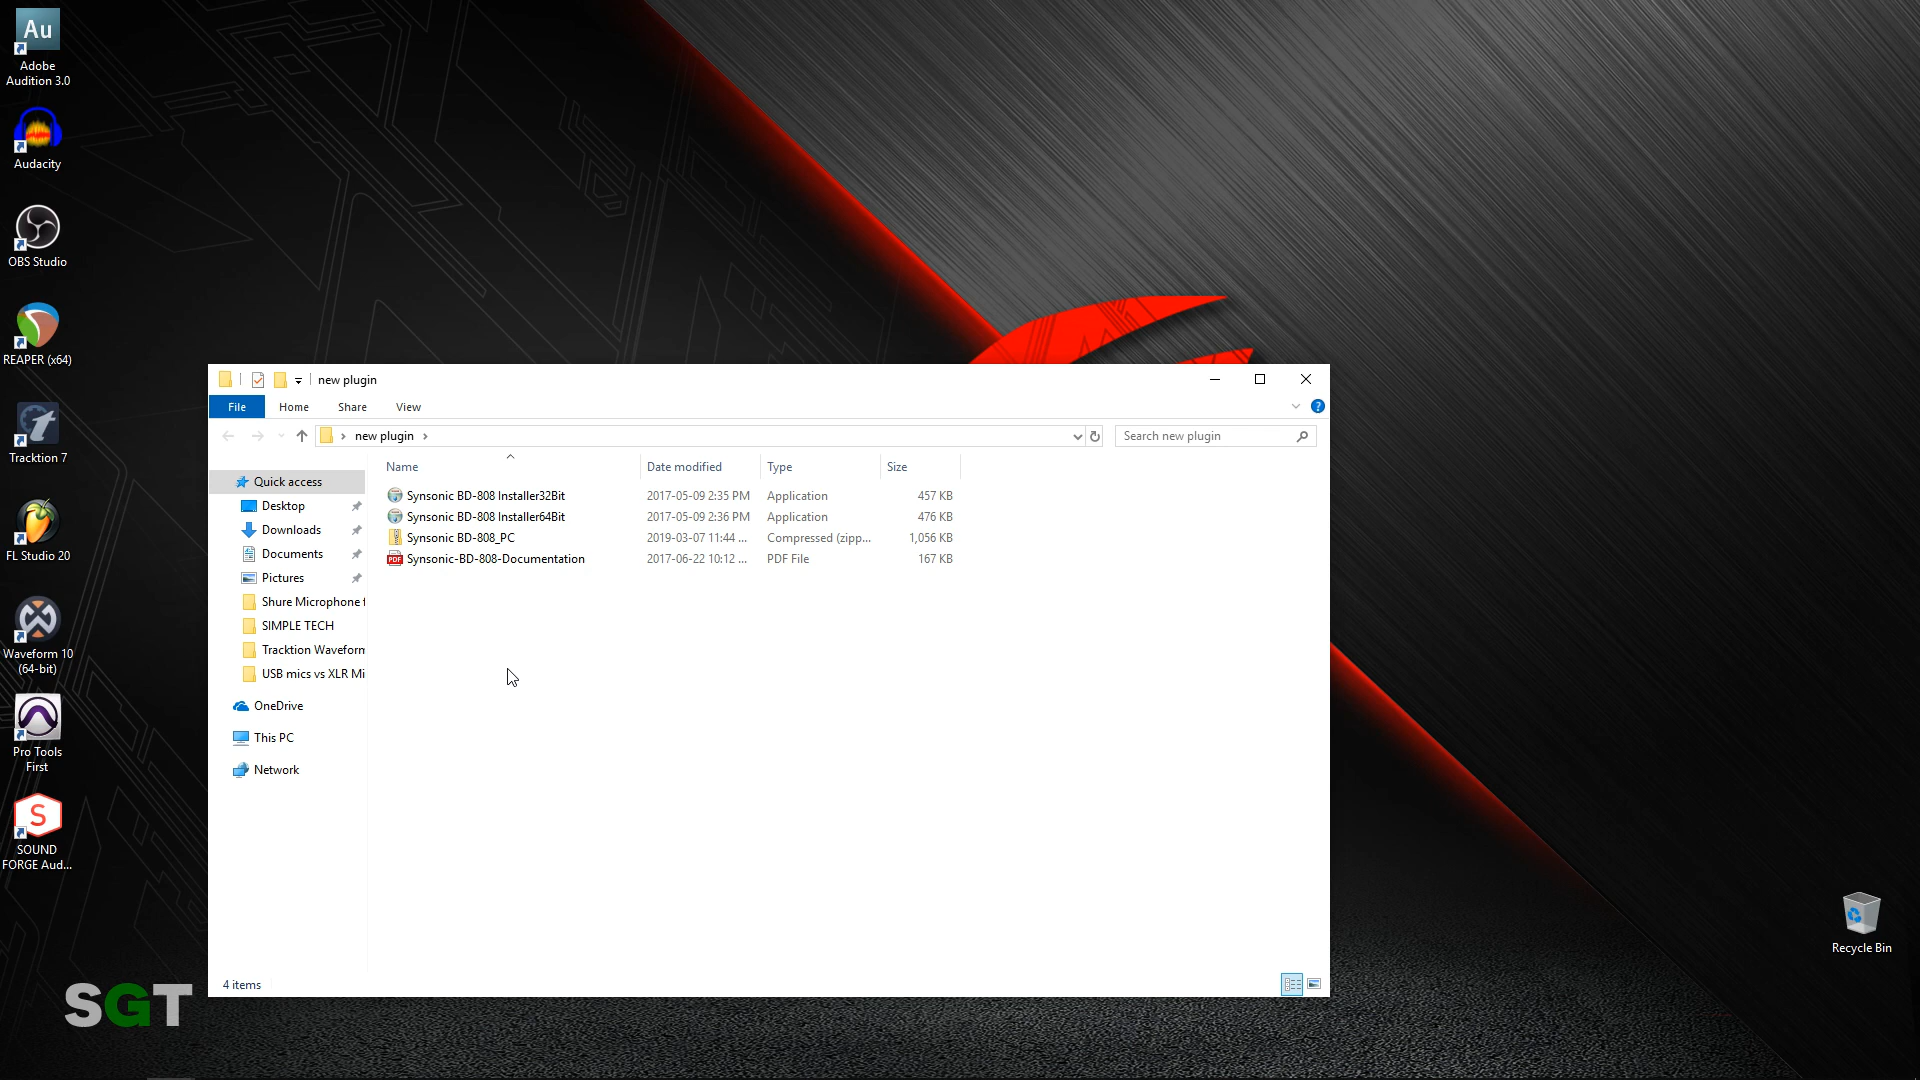 Au
Adobe
Audition 3.0
Audacity
OBS Studio
REAPER (x64)
Tracktion 7
FL Studio 20
Waveform 10
(64-bit)
Pro Tools
First
S
SOUND
FORGE Aud...
new plugin
File Home Share View
new plugin
Search new plugin
Name Date modified Type Size
Synsonic BD-808 Installer32Bit 2017-05-09 2:35 PM Application 457 KB
Synsonic BD-808 Installer64Bit 2017-05-09 2:36 PM Application 476 KB
Synsonic BD-808_PC 2019-03-07 11:44 ... Compressed (zipp... 1,056 KB
PDF Synsonic-BD-808-Documentation 2017-06-22 10:12 ... PDF File 167 KB
Quick access
Desktop
Downloads
Documents
Pictures
Shure Microphone f
SIMPLE TECH
Tracktion Waveform
USB mics vs XLR Mi
OneDrive
This PC
Network
4 items
SGT
Recycle Bin